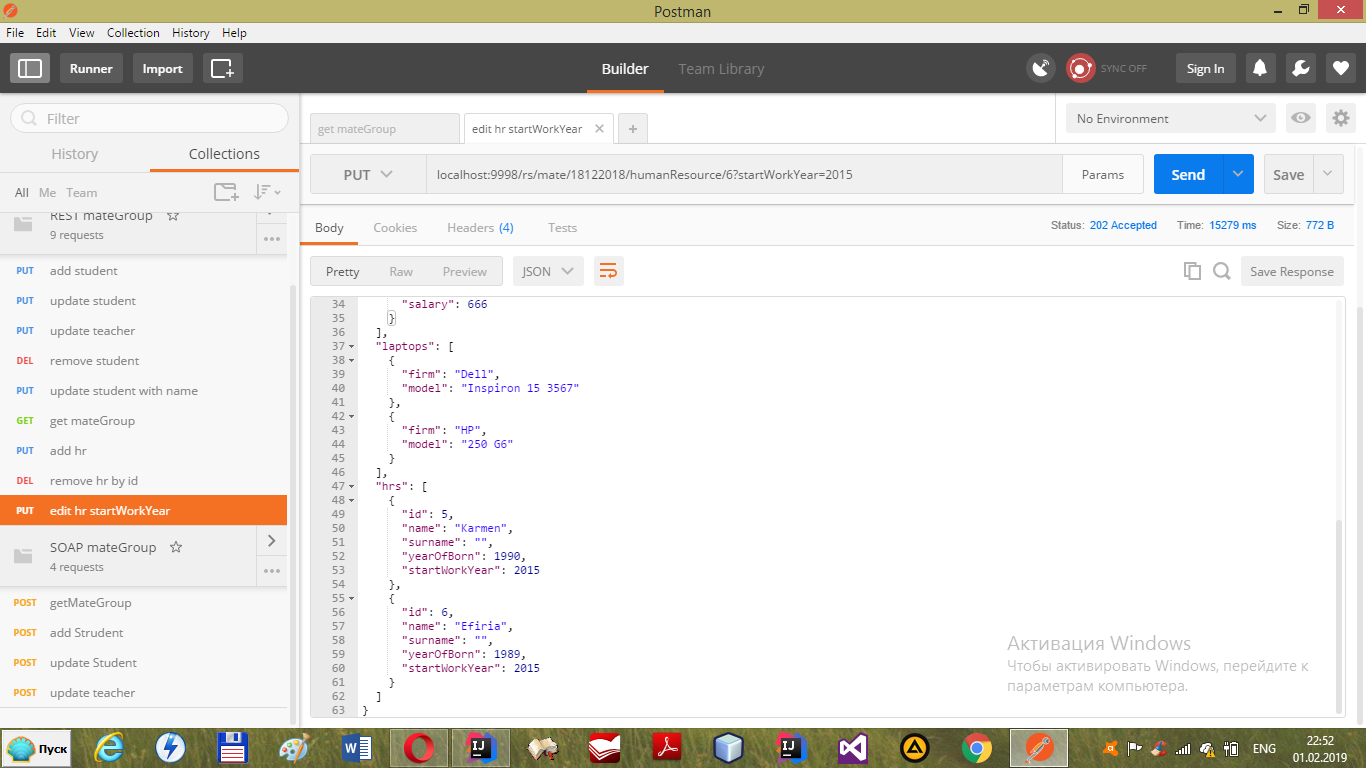 Postman
File Edit View Collection History Help
Runner Import Builder Team Library SYNC OFF Sign In
Filter
History Collections
All Me Team
REST mateGroup
9 requests
PUT add student
PUT update student
PUT update teacher
DEL remove student
PUT update student with name
GET get mateGroup
PUT add hr
DEL remove hr by id
PUT edit hr startWorkYear
SOAP mateGroup
4 requests
POST getMateGroup
POST add Strudent
POST update Student
POST update teacher
get mateGroup edit hr startWorkYear No Environment
PUT localhost:9998/rs/mate/18122018/humanResource/6?startWorkYear=2015 Params Send Save
Body Cookies Headers (4) Tests Status: 202 Accepted Time: 15279 ms Size: 772 B
Pretty Raw Preview JSON Save Response
34 "salary": 666
35 }
36 ],
37 "laptops": [
38 {
39 "firm": "Dell",
40 "model": "Inspiron 15 3567"
41 },
42 {
43 "firm": "HP",
44 "model": "250 G6"
45 }
46 ],
47 "hrs": [
48 {
49 "id": 5,
50 "name": "Karmen",
51 "surname": "",
52 "yearOfBorn": 1990,
53 "startWorkYear": 2015
54 },
55 {
56 "id": 6,
57 "name": "Efiria",
58 "surname": "",
59 "yearOfBorn": 1989,
60 "startWorkYear": 2015
61 }
62 ]
63 }
Активация Windows
Чтобы активировать Windows, перейдите к
параметрам компьютера.
Пуск ENG 22:52
01.02.2019